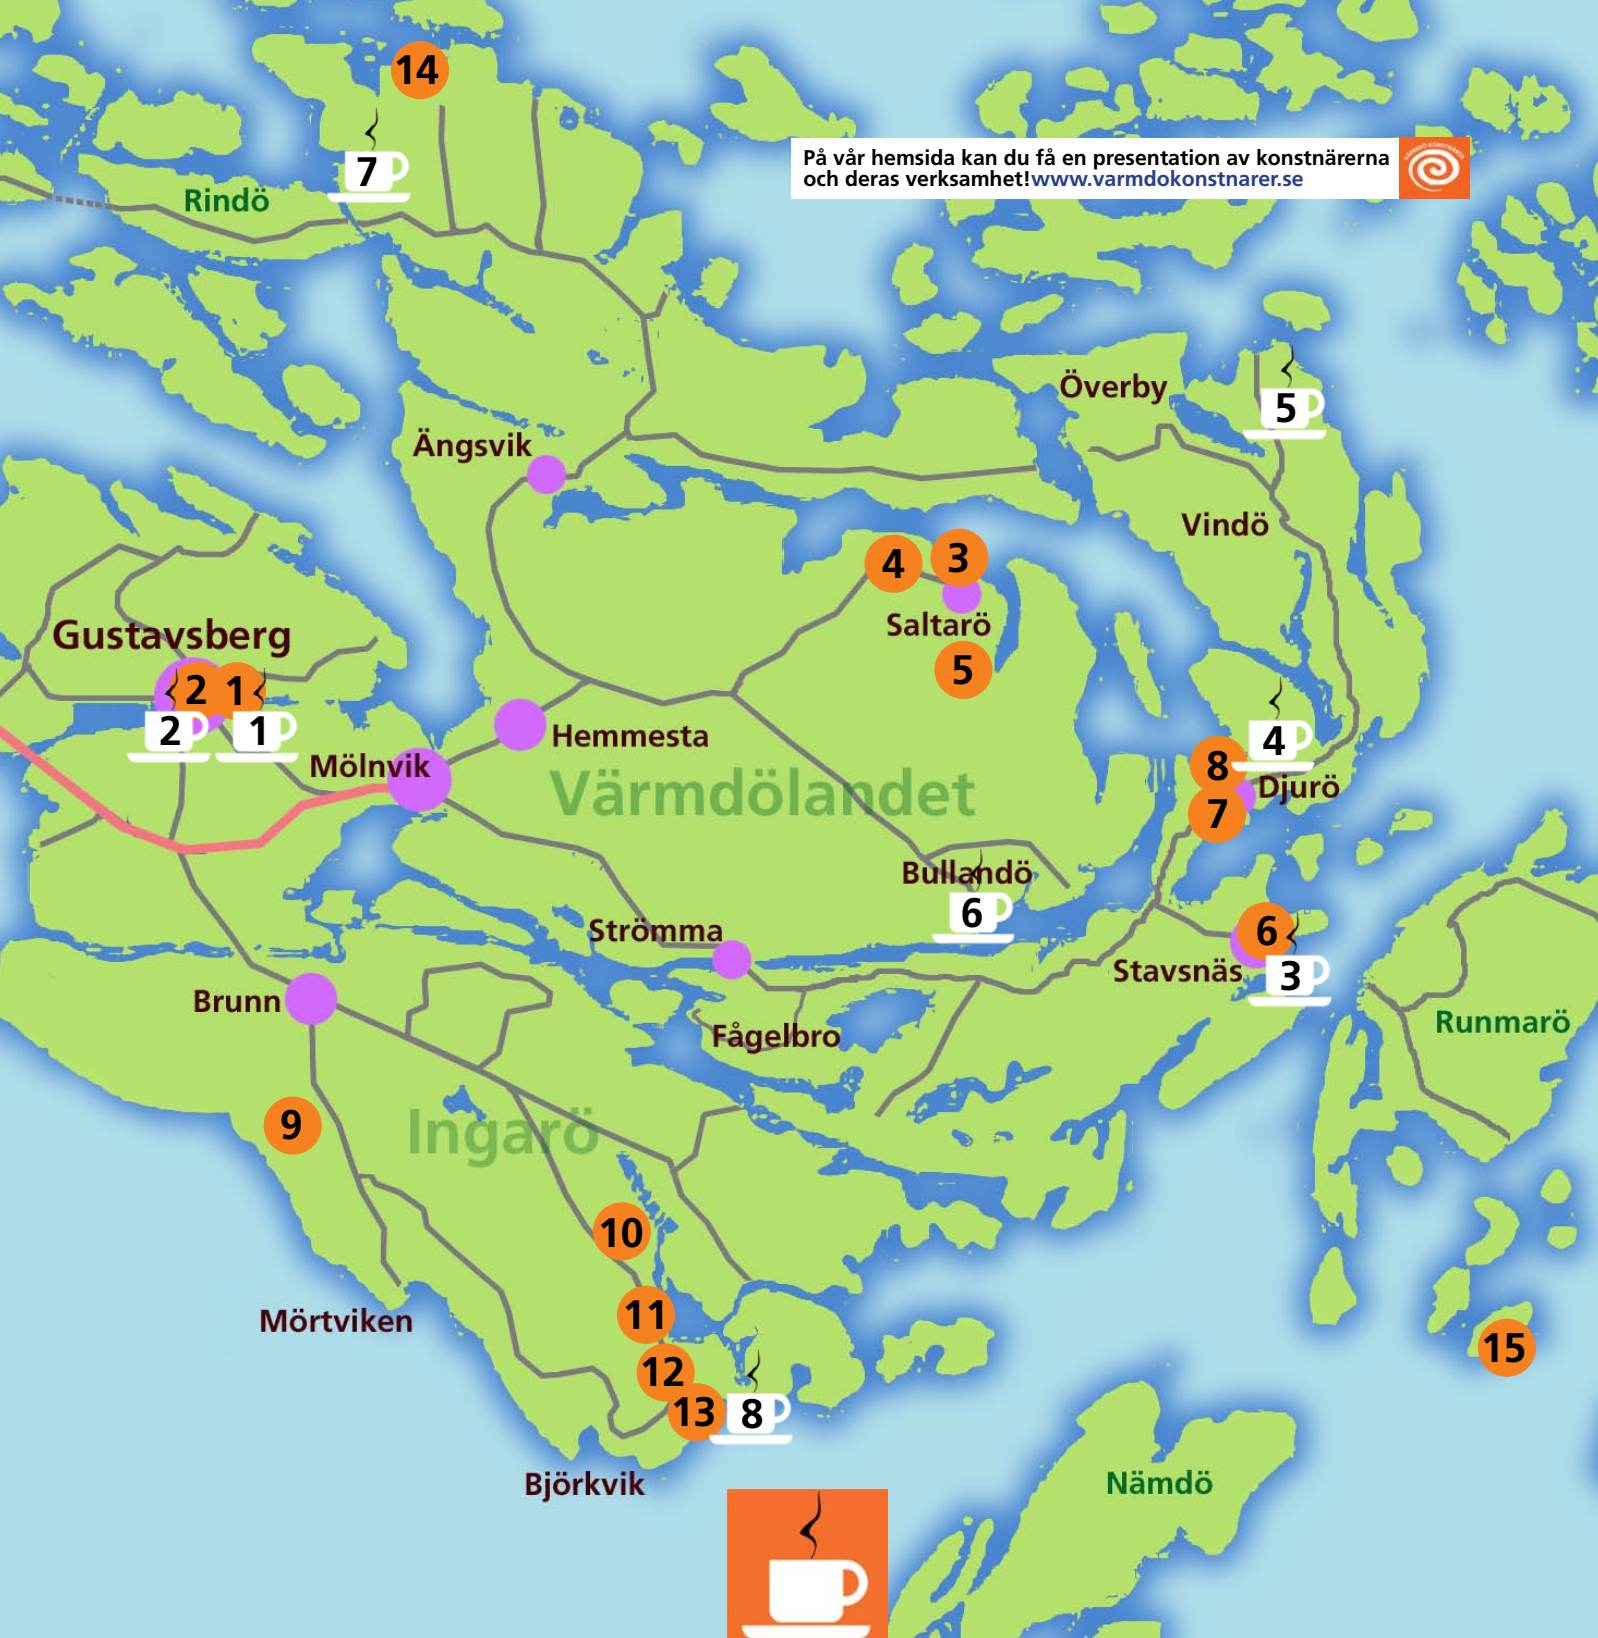 14
7
På vår hemsida kan du få en presentation av konstnärerna
och deras verksamhet!www.varmdokonstnarer.se
VÄRMDÖ KONSTNÄRER
Rindö
Överby
5
Ängsvik
Vindö
4
3
Saltarö
5
Gustavsberg
2 1
2 1
Mölnvik
Hemmesta
Värmdölandet
4
8
Djurö
7
Bullandö
6
Strömma
6
Stavsnäs
3
Brunn
Fågelbro
Runmarö
9
Ingarö
10
11
Mörtviken
15
12
13 8
Björkvik
Nämdö